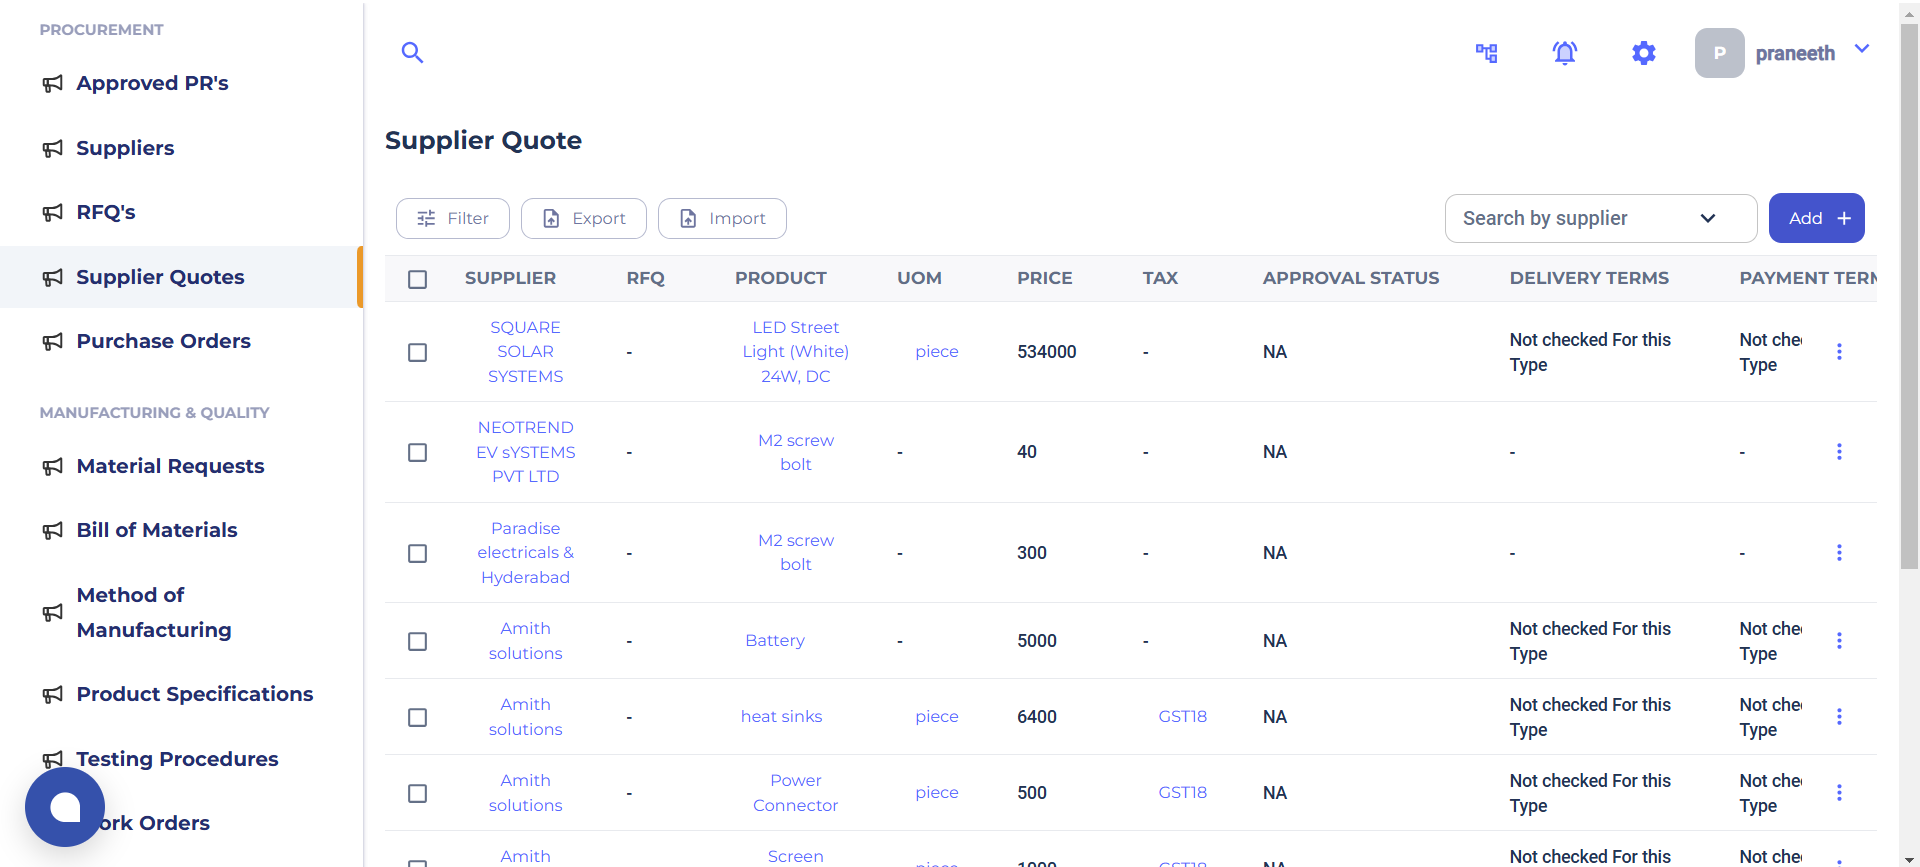 PROCUREMENT
Approved PR's
Suppliers
RFQ's
Supplier Quotes
Purchase Orders
MANUFACTURING & QUALITY
Material Requests
Bill of Materials
Method of
Manufacturing
Product Specifications
Testing Procedures
ork Orders
P praneeth
Supplier Quote
Filter Export Import Search by supplier Add +
SUPPLIER RFQ PRODUCT UOM PRICE TAX APPROVAL STATUS DELIVERY TERMS PAYMENT TERM
SQUARE
SOLAR
SYSTEMS
-
LED Street
Light (White)
24W, DC
piece
534000
-
NA
Not checked For this
Type
Not che
Type
NEOTREND
EV sYSTEMS
PVT LTD
-
M2 screw
bolt
-
40
-
NA
-
-
Paradise
electricals &
Hyderabad
-
M2 screw
bolt
-
300
-
NA
-
-
Amith
solutions
-
Battery
-
5000
-
NA
Not checked For this
Type
Not che
Type
Amith
solutions
-
heat sinks
piece
6400
GST18
NA
Not checked For this
Type
Not che
Type
Amith
solutions
-
Power
Connector
piece
500
GST18
NA
Not checked For this
Type
Not che
Type
Amith
Screen
Not checked For this
Not che